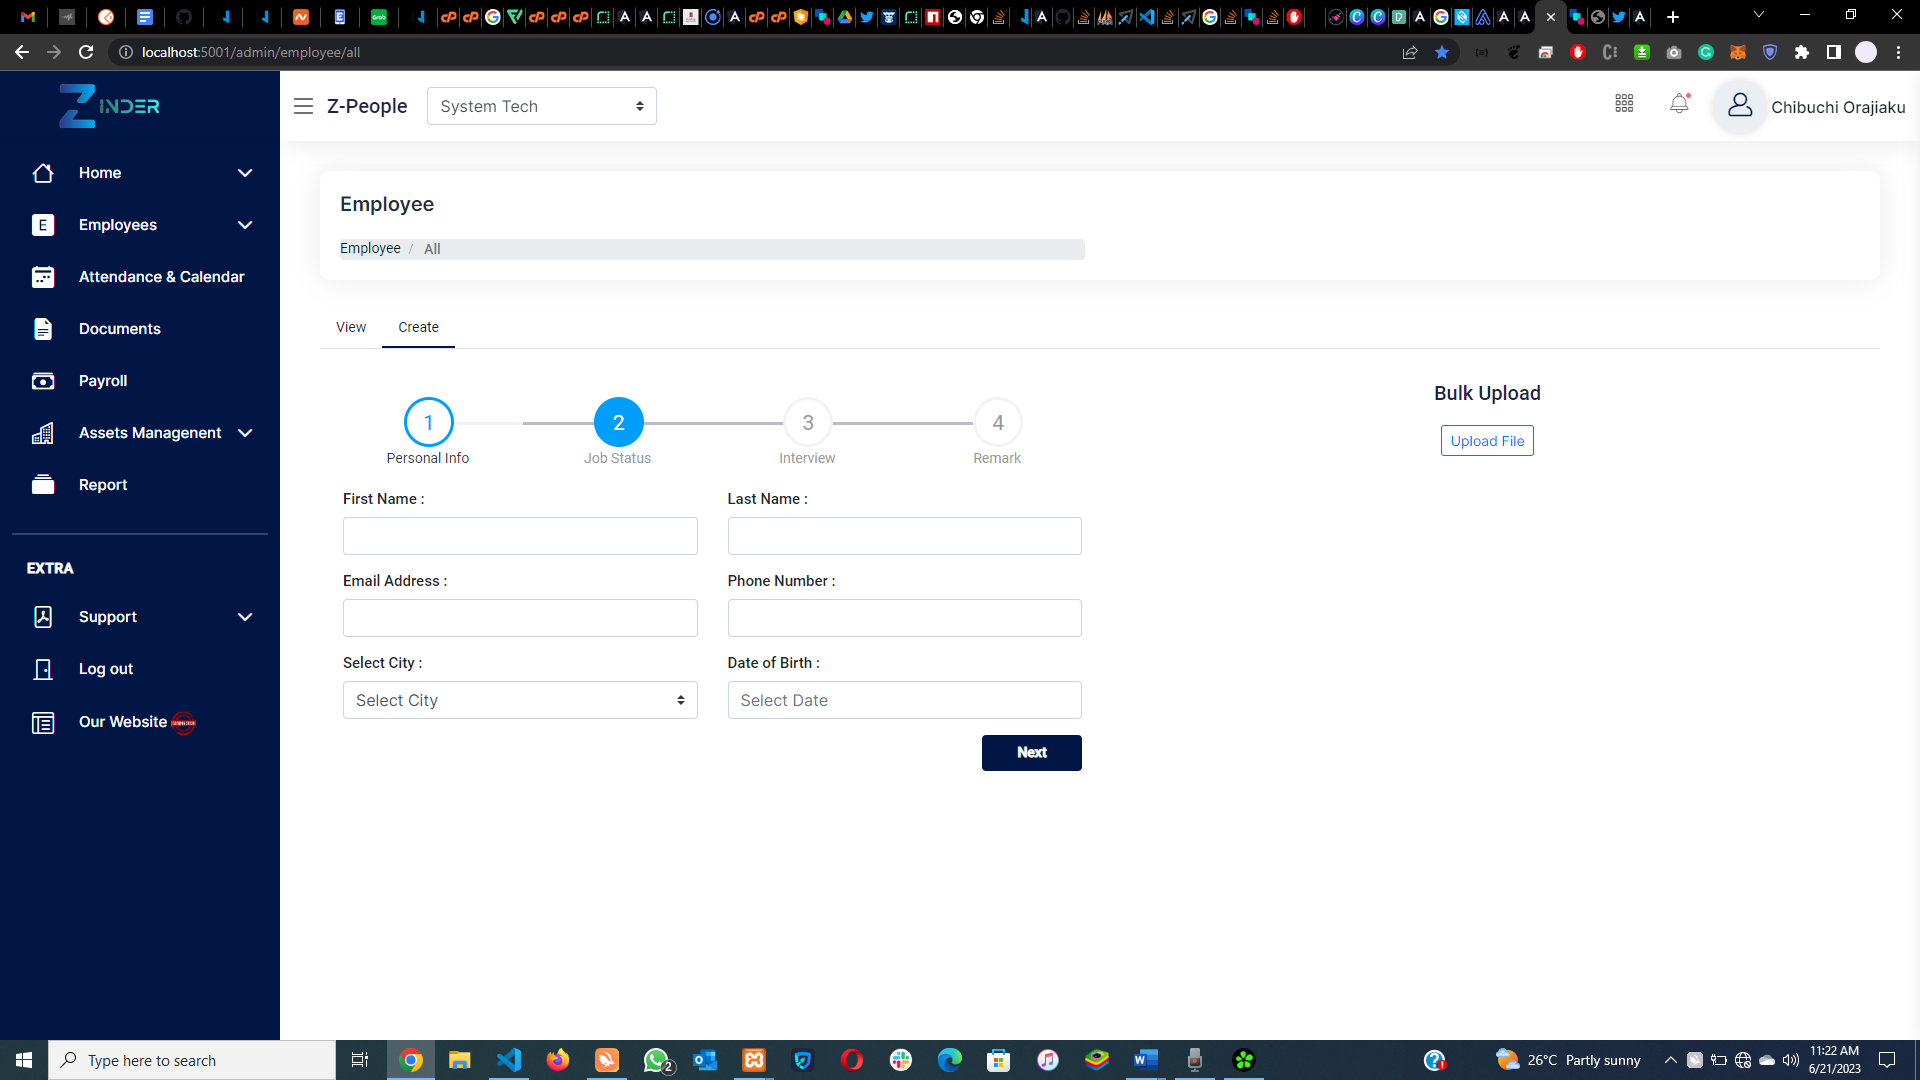 localhost:5001/admin/employee/all
ZINDER
Z-People
System Tech
Chibuchi Orajiaku
Home
Employees
Attendance & Calendar
Documents
Payroll
Assets Managenent
Report
EXTRA
Support
Log out
Our Website
Employee
Employee / All
View
Create
1
2
3
4
Personal Info
Job Status
Interview
Remark
Bulk Upload
Upload File
First Name :
Last Name :
Email Address :
Phone Number :
Select City :
Date of Birth :
Select City
Select Date
Next
Type here to search
2
26°C Partly sunny
11:22 AM
6/21/2023